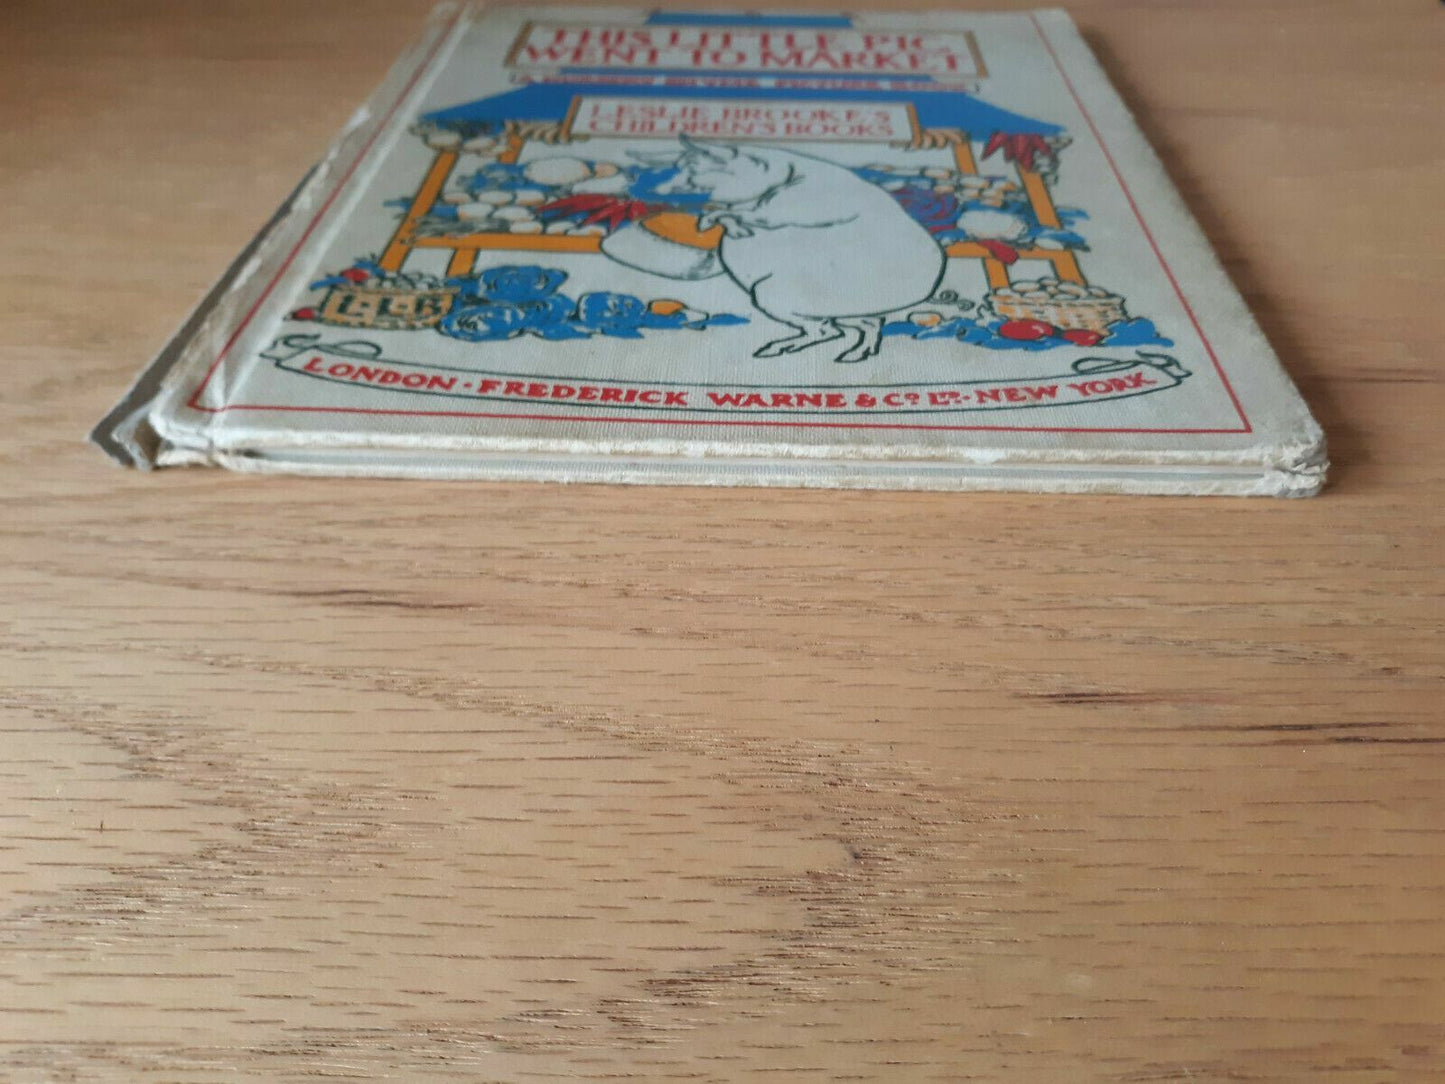 THIS LITTLE PIG
WENT TO MARKET
LESLIE BROOKE'S
CHILDREN'S BOOKS
L.L.B
LONDON · FREDERICK WARNE & Cº Lᵀᴰ · NEW YORK